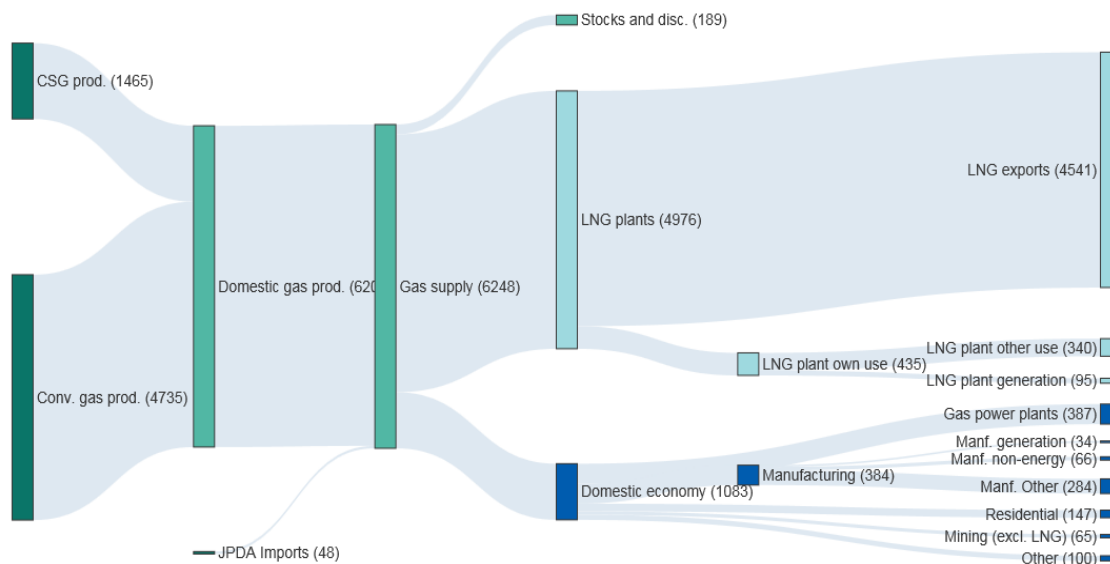 Stocks and disc. (189)
CSG prod. (1465)
LNG exports (4541)
LNG plants (4976)
Domestic gas prod. (620
Gas supply (6248)
LNG plant other use (340)
LNG plant own use (435)
LNG plant generation (95)
Conv. gas prod. (4735)
Gas power plants (387)
Manf. generation (34)
Manf. non-energy (66)
Manufacturing (384)
Manf. Other (284)
Domestic economy (1083)
Residential (147)
Mining (excl. LNG) (65)
JPDA Imports (48)
Other (100)